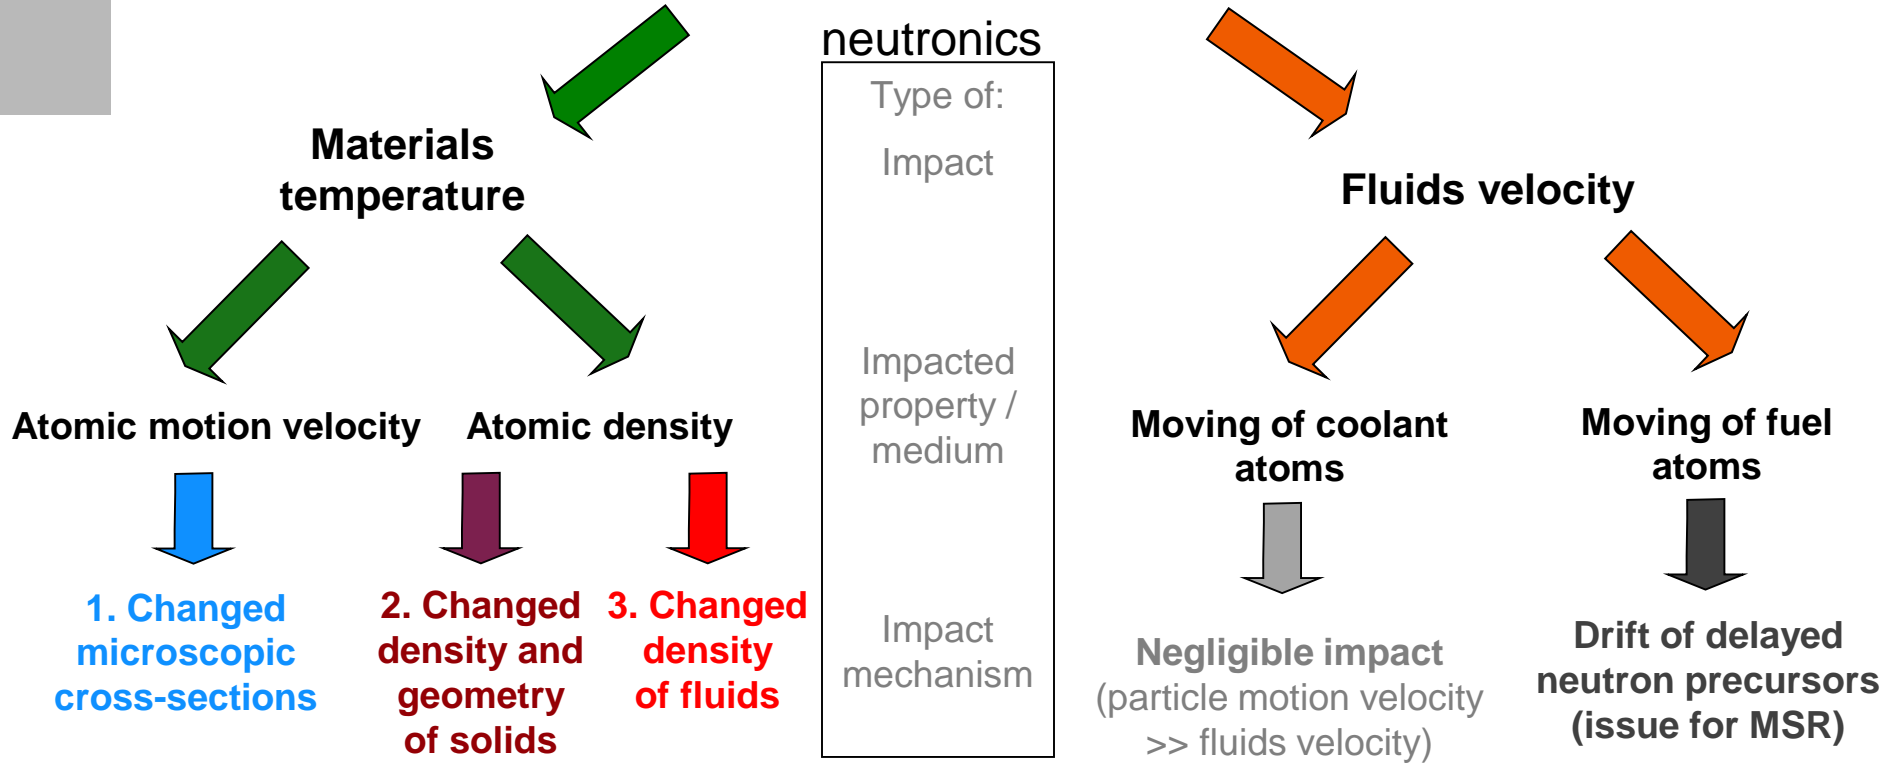 neutronics
Type of:
Impact
Impacted
property /
medium
Impact
mechanism
Materials
temperature
Atomic motion velocity
Atomic density
1. Changed
microscopic
cross-sections
2. Changed
density and
geometry
of solids
3. Changed
density
of fluids
Fluids velocity
Moving of coolant
atoms
Moving of fuel
atoms
Negligible impact
(particle motion velocity
>> fluids velocity)
Drift of delayed
neutron precursors
(issue for MSR)